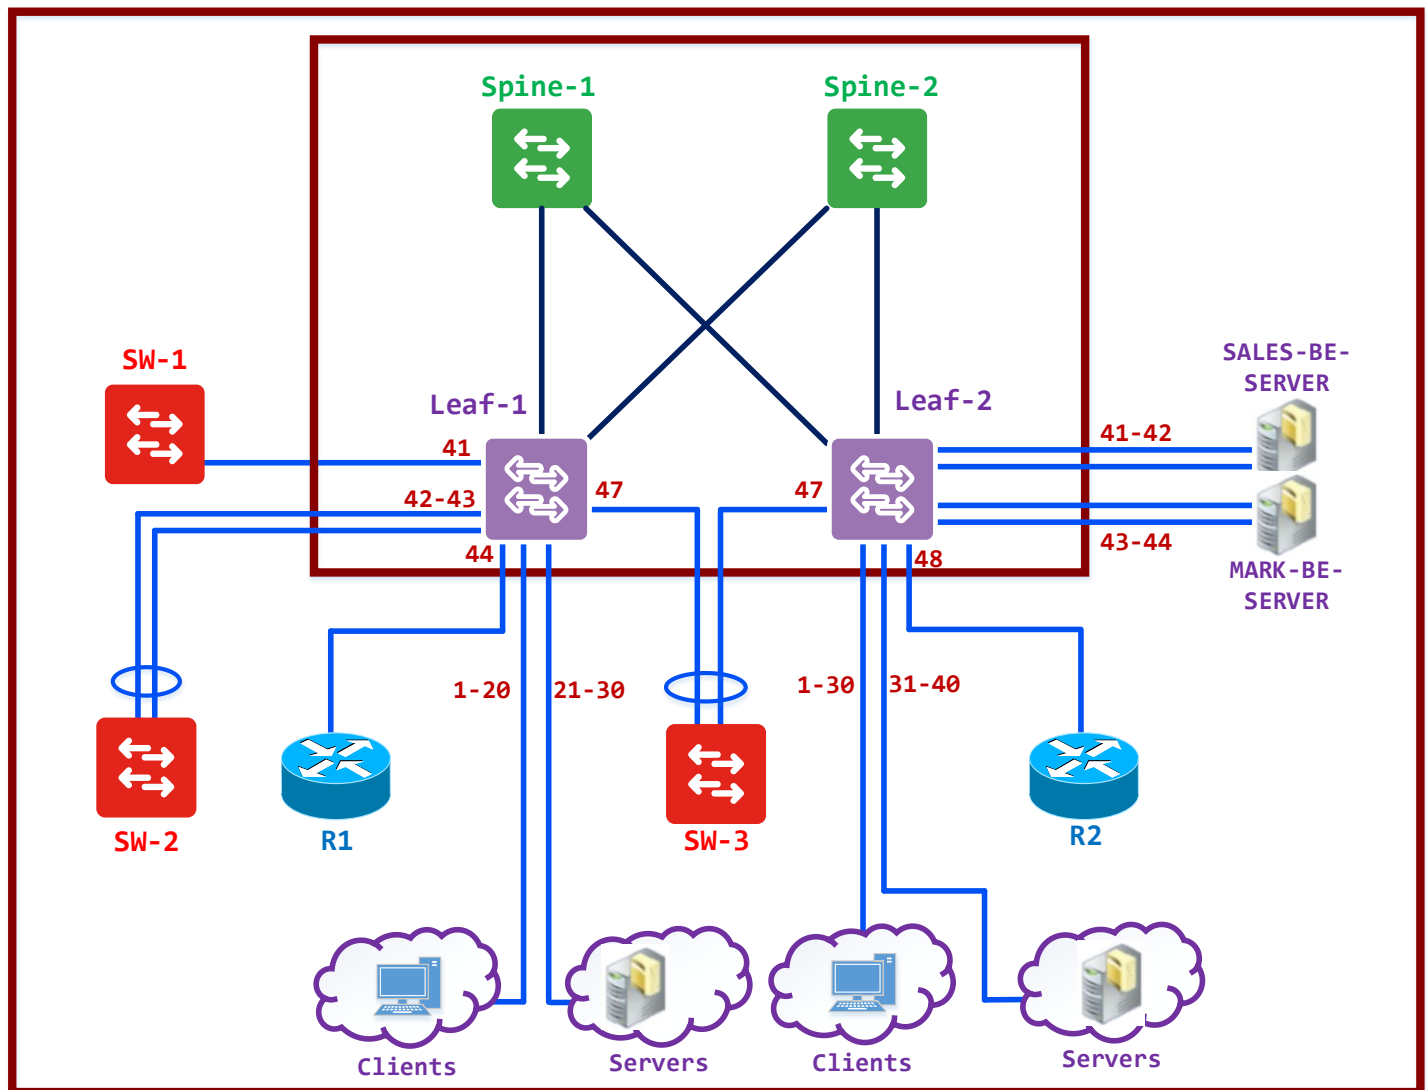 Spine-1
Spine-2
SW-1
Leaf-1
Leaf-2
SALES-BE-
SERVER
41
41-42
42-43
47
47
44
48
43-44
MARK-BE-
SERVER
1-20
21-30
1-30
31-40
SW-2
R1
SW-3
R2
Clients
Servers
Clients
Servers